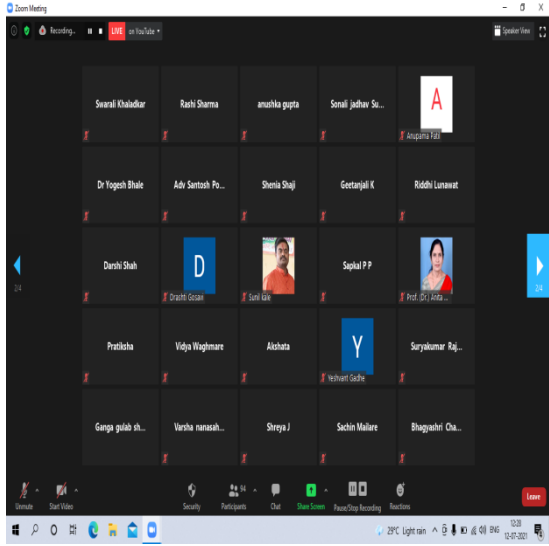 Zoom Meeting
Recording... LIVE on YouTube Speaker View
Swarali Khaladkar Rashi Sharma anushka gupta Sonali jadhav Su... A
Anupama Patil
Dr Yogesh Bhale Adv Santosh Po... Shenia Shaji Geetanjali K Riddhi Lunawat
Darshi Shah D Sapkal P P
Drashti Gosavi Sunil kale Prof. (Dr.) Anita ...
2/4 2/4
Pratiksha Vidya Waghmare Akshata Y Suryakumar Raj...
Yeshvant Gadhe
Ganga gulab sh... Varsha nanasah... Shreya J Sachin Mailare Bhagyashri Cha...
94
Unmute Start Video Security Participants Chat Share Screen Pause/Stop Recording Reactions Leave
29°C Light rain ENG 12:28
12-07-2021